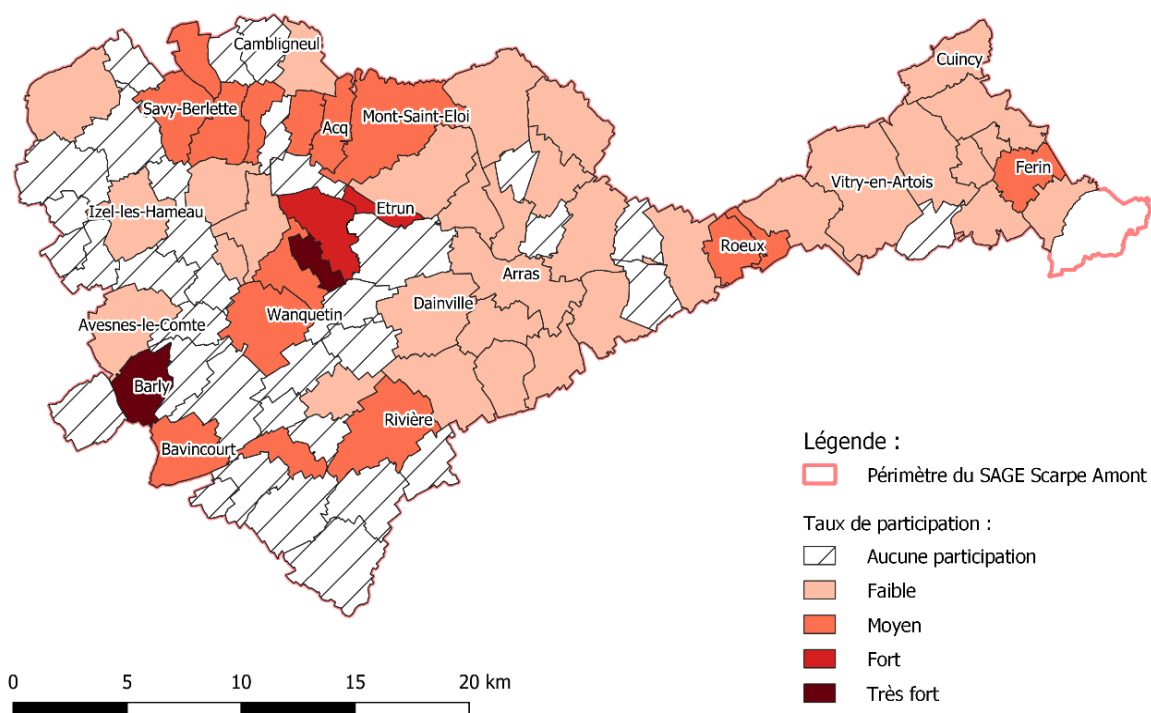 Cambligneul
Cuincy
Savy-Berlette
Mont-Saint-Eloi
Acq
Ferin
Vitry-en-Artois
Izel-les-Hameau
Etrun
Roeux
Arras
Dainville
Wanquetin
Avesnes-le-Comte
Barly
Rivière
Bavincourt
Légende :
Périmètre du SAGE Scarpe Amont
Taux de participation :
Aucune participation
Faible
Moyen
Fort
Très fort
0 5 10 15 20 km